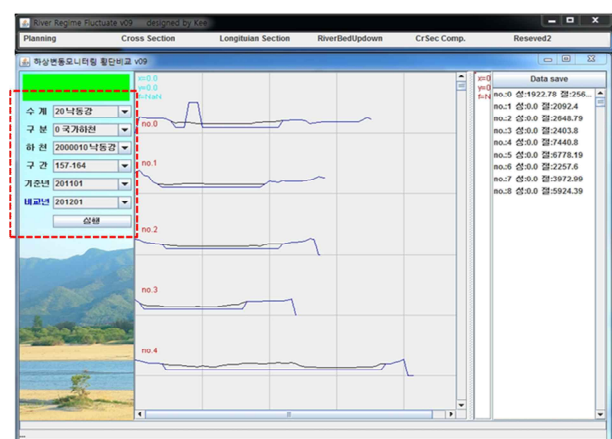 River Regime Fluctuate v09 designed by Kee
Planning Cross Section Longituian Section RiverBedUpdown CrSec Comp. Reseved2
하상변동모니터링 횡단비교 v09
x=0.0
y=0.0
f=NaN
수 계 20낙동강
구 분 0 국가하천
하 천 2000010낙동강
구 간 157-164
기준년 201101
비교년 201201
실행
no.0
no.1
no.2
no.3
no.4
x=0
y=0
f=N
Data save
no.:0 성:1922.78 절:256...
no.:1 성:0.0 절:2092.4
no.:2 성:0.0 절:2648.79
no.:3 성:0.0 절:2403.8
no.:4 성:0.0 절:7440.8
no.:5 성:0.0 절:6778.19
no.:6 성:0.0 절:2257.6
no.:7 성:0.0 절:3972.99
no.:8 성:0.0 절:5924.39